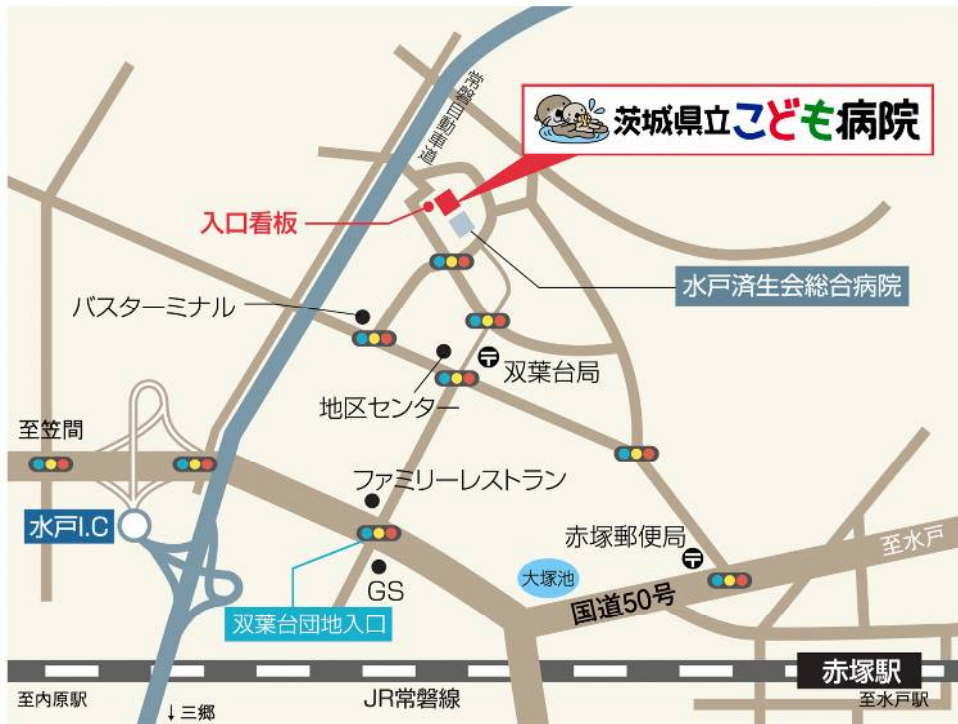 常磐自動車道
茨城県立こども病院
入口看板
水戸済生会総合病院
バスターミナル
双葉台局
地区センター
至笠間
ファミリーレストラン
水戸I.C
赤塚郵便局
至水戸
大塚池
国道50号
GS
双葉台団地入口
赤塚駅
至内原駅
JR常磐線
至水戸駅
↓三郷